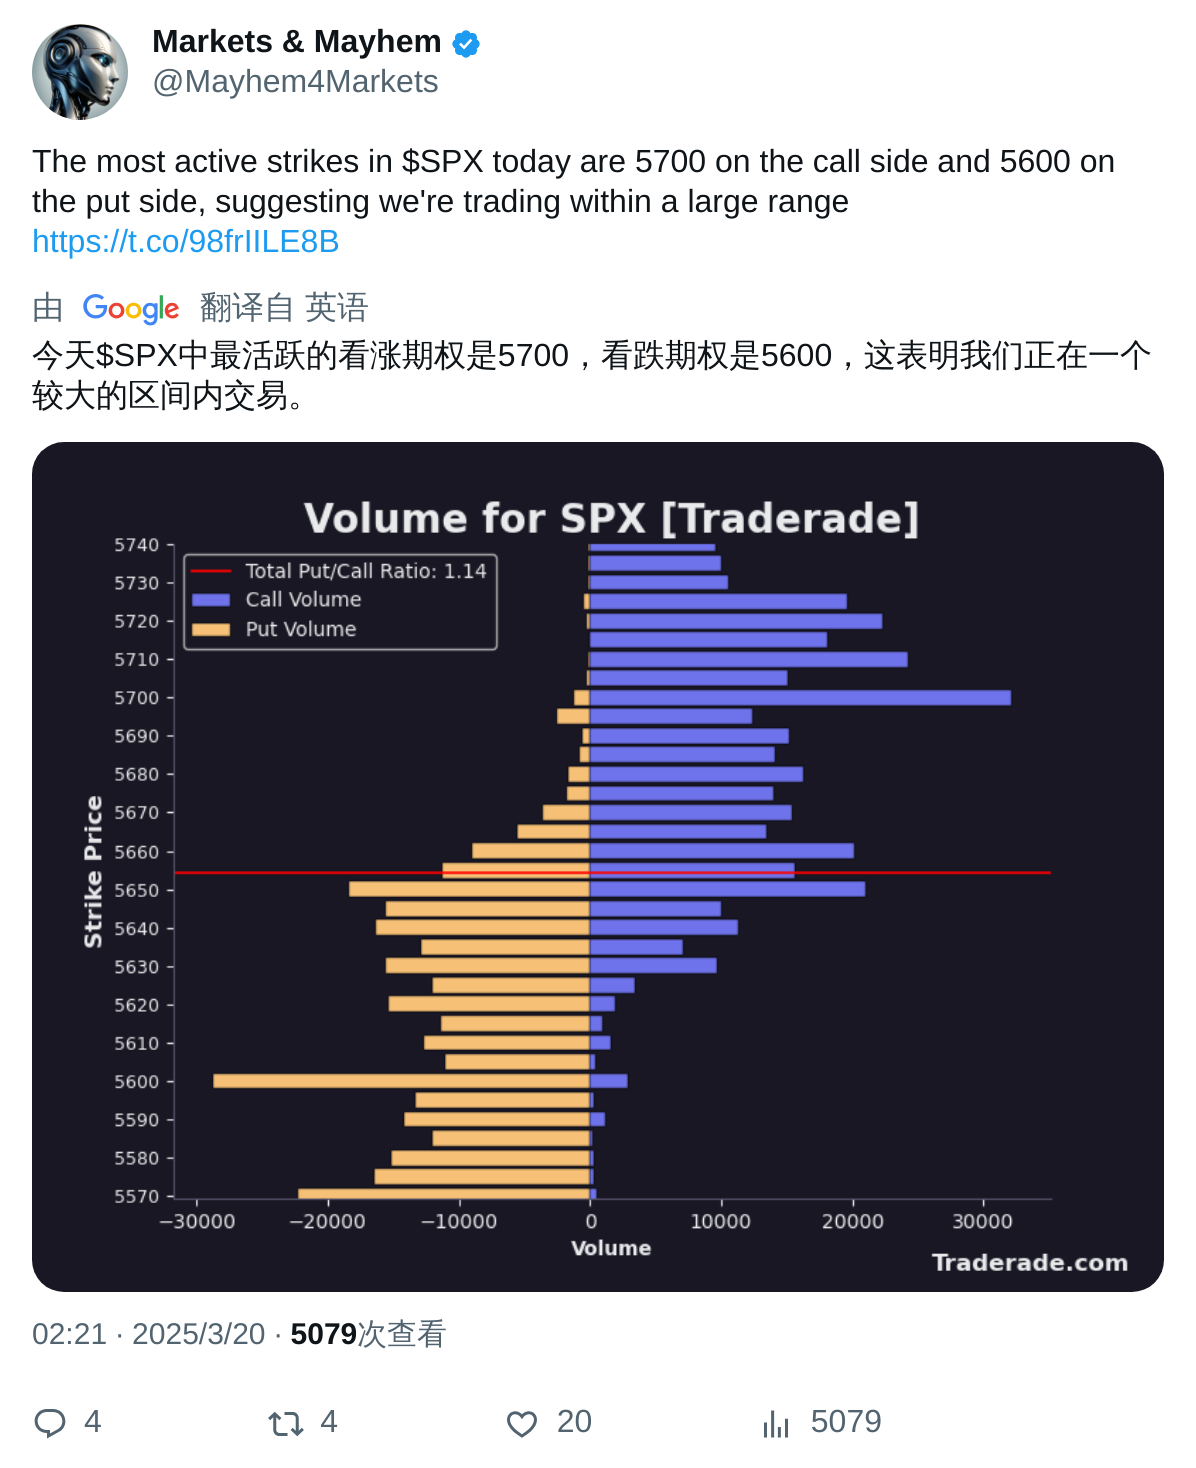 Markets & Mayhem
@Mayhem4Markets
The most active strikes in $SPX today are 5700 on the call side and 5600 on
the put side, suggesting we're trading within a large range
https://t.co/98frIILE8B
由 Google 翻译自 英语
今天$SPX中最活跃的看涨期权是5700，看跌期权是5600，这表明我们正在一个
较大的区间内交易。
Volume for SPX [Traderade]
Total Put/Call Ratio: 1.14
Call Volume
Put Volume
Strike Price
5740
5730
5720
5710
5700
5690
5680
5670
5660
5650
5640
5630
5620
5610
5600
5590
5580
5570
−30000 −20000 −10000 0 10000 20000 30000
Volume
Traderade.com
02:21 · 2025/3/20 · 5079次查看
4 4 20 5079